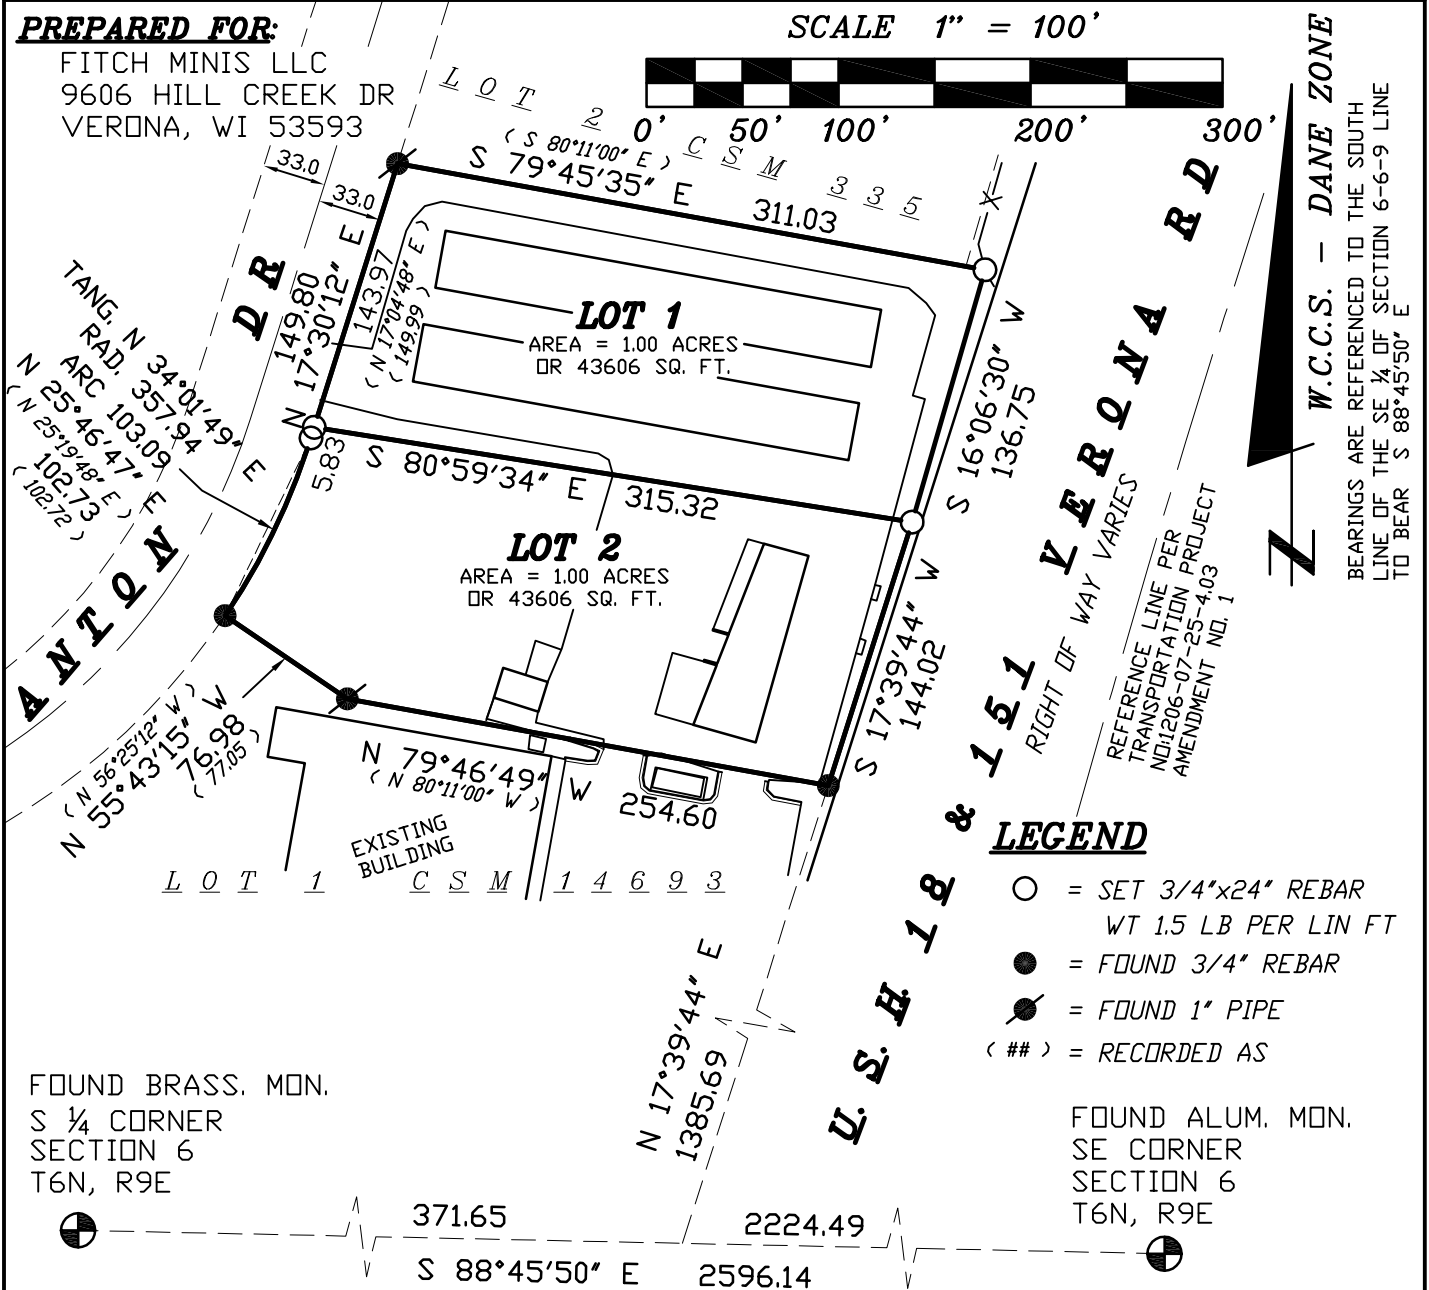 PREPARED FOR:
FITCH MINIS LLC
9606 HILL CREEK DR
VERONA, WI 53593
SCALE 1" = 100'
0' 50' 100' 200' 300'
W.C.C.S. - DANE ZONE
BEARINGS ARE REFERENCED TO THE SOUTH
LINE OF THE SE ¼ OF SECTION 6-6-9 LINE
TO BEAR S 88°45'50" E
LOT 2 CSM 335
( S 80°11'00" E )
S 79°45'35" E 311.03
33.0
33.0
149.80
N 17°30'12" E
143.97
( N 17°04'48" E )
( 149.99 )
5.83
LOT 1
AREA = 1.00 ACRES
OR 43606 SQ. FT.
S 16°06'30" W
136.75
S 80°59'34" E 315.32
TANG. N 34°01'49" E
RAD. 357.94
ARC 103.09
N 25°46'47" E
( N 25°19'48" E )
102.73
( 102.72 )
LOT 2
AREA = 1.00 ACRES
OR 43606 SQ. FT.
S 17°39'44" W
144.02
ANTON DR
( N 56°25'12" W )
N 55°43'15" W
76.98
( 77.05 )
N 79°46'49" W 254.60
( N 80°11'00" W )
EXISTING
BUILDING
LOT 1 CSM 14693
U.S.H. 18 & 151 VERONA RD
RIGHT OF WAY VARIES
REFERENCE LINE PER
TRANSPORTATION PROJECT
NO:1206-07-25-4.03
AMENDMENT NO. 1
X
LEGEND
= SET 3/4"x24" REBAR
WT 1.5 LB PER LIN FT
= FOUND 3/4" REBAR
= FOUND 1" PIPE
( ## ) = RECORDED AS
N 17°39'44" E
1385.69
FOUND BRASS. MON.
S ¼ CORNER
SECTION 6
T6N, R9E
FOUND ALUM. MON.
SE CORNER
SECTION 6
T6N, R9E
371.65 2224.49
S 88°45'50" E 2596.14